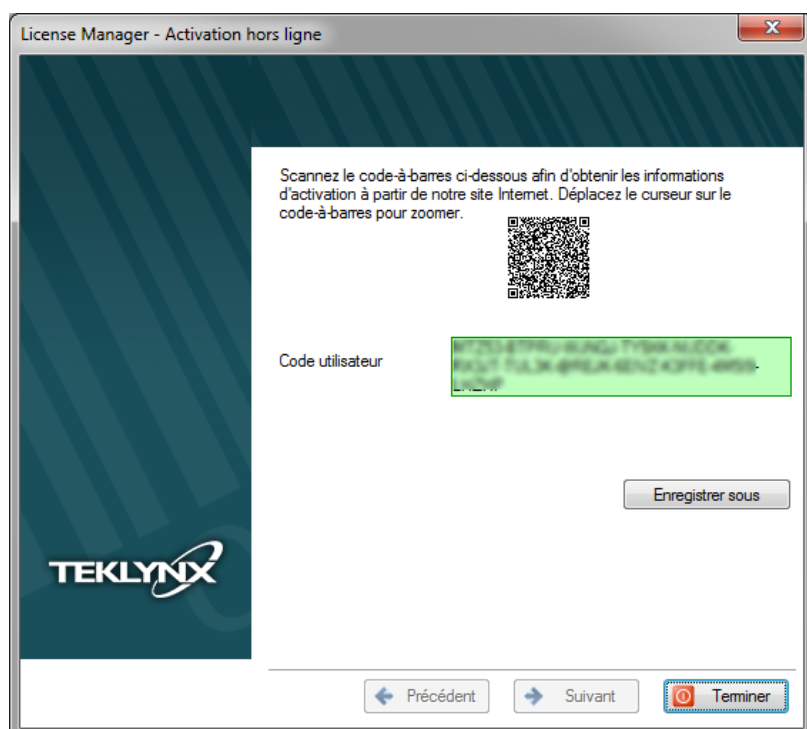 License Manager - Activation hors ligne
Scannez le code-à-barres ci-dessous afin d'obtenir les informations
d'activation à partir de notre site Internet. Déplacez le curseur sur le
code-à-barres pour zoomer.
Code utilisateur
Enregistrer sous
TEKLYNX
Précédent
Suivant
Terminer